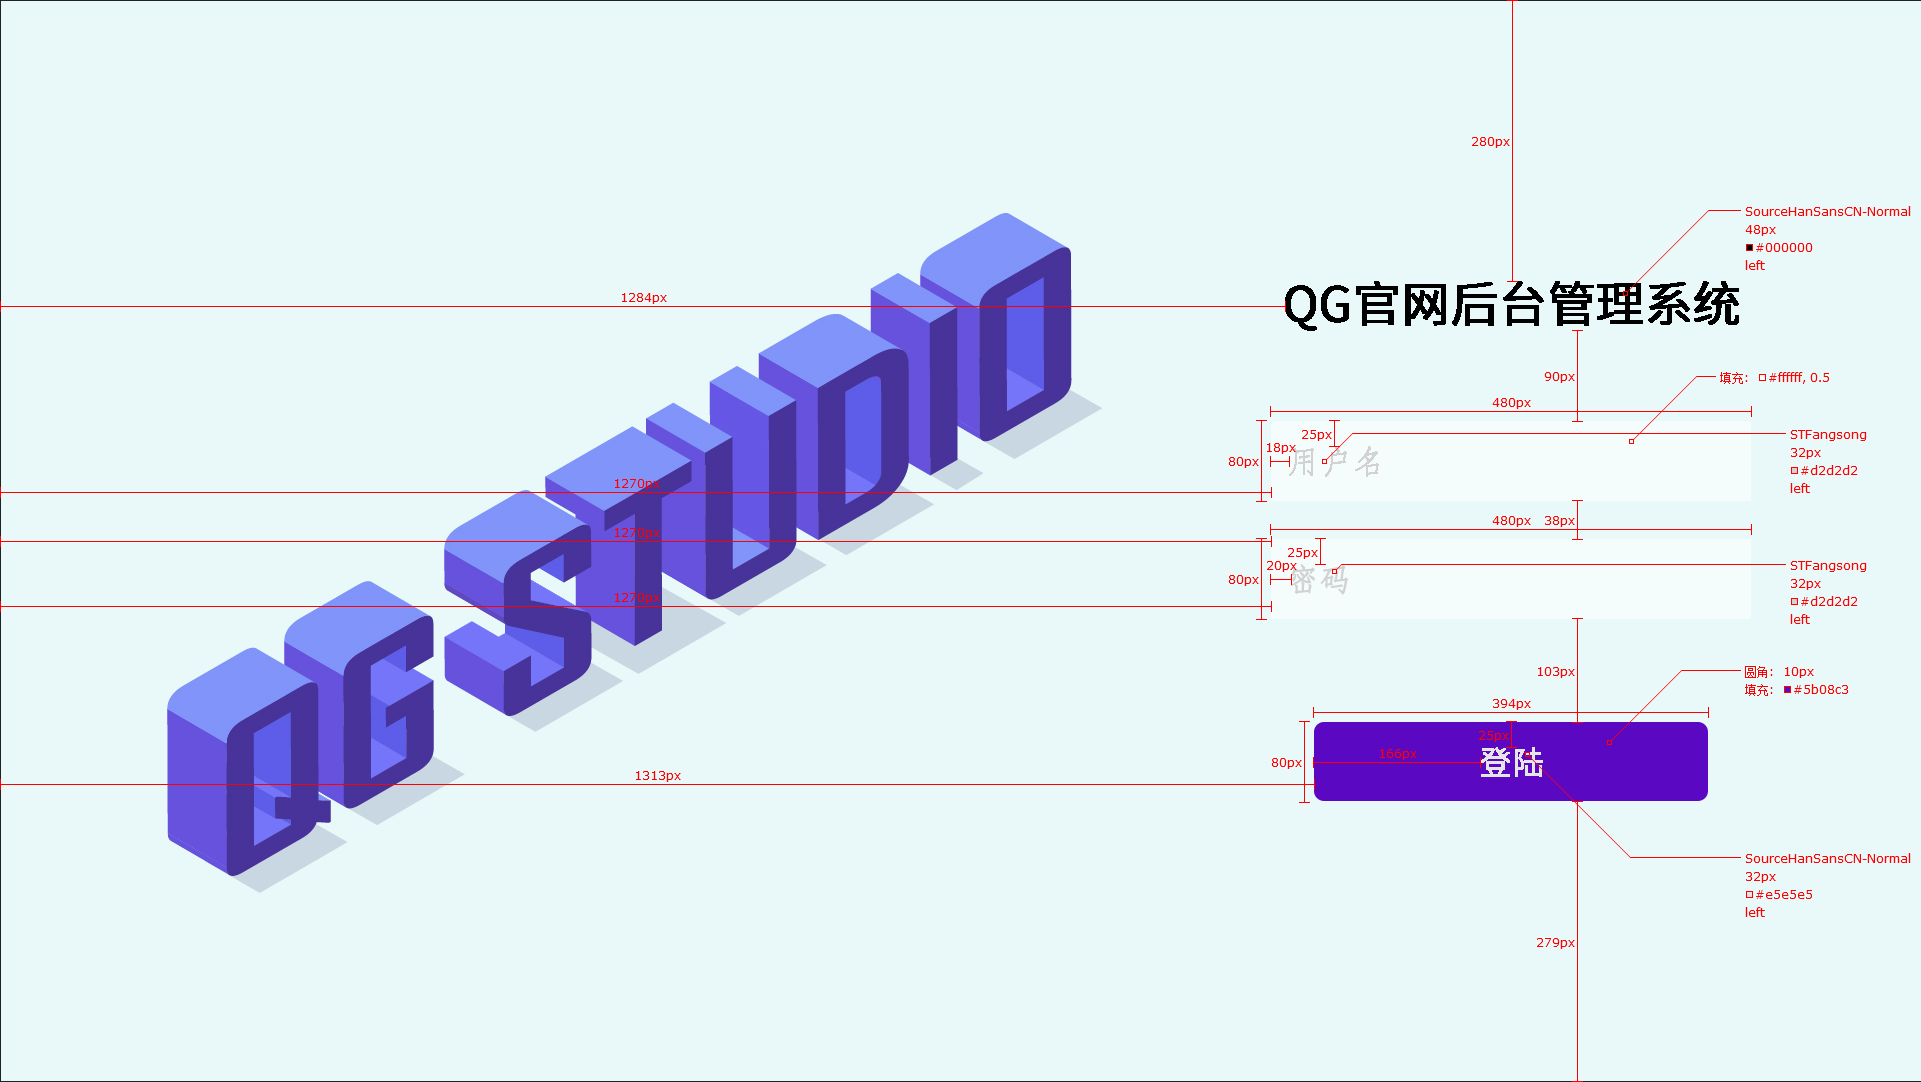 280px
SourceHanSansCN-Normal
48px
#000000
left
1284px
QG官网后台管理系统
QG STUDIO
90px
填充： #ffffff, 0.5
480px
25px
STFangsong
32px
#d2d2d2
left
18px
80px
用户名
1270px
480px
38px
1270px
25px
20px
80px
密码
STFangsong
32px
#d2d2d2
left
1270px
103px
圆角： 10px
填充： #5b08c3
394px
25px
166px
80px
登陆
1313px
SourceHanSansCN-Normal
32px
#e5e5e5
left
279px